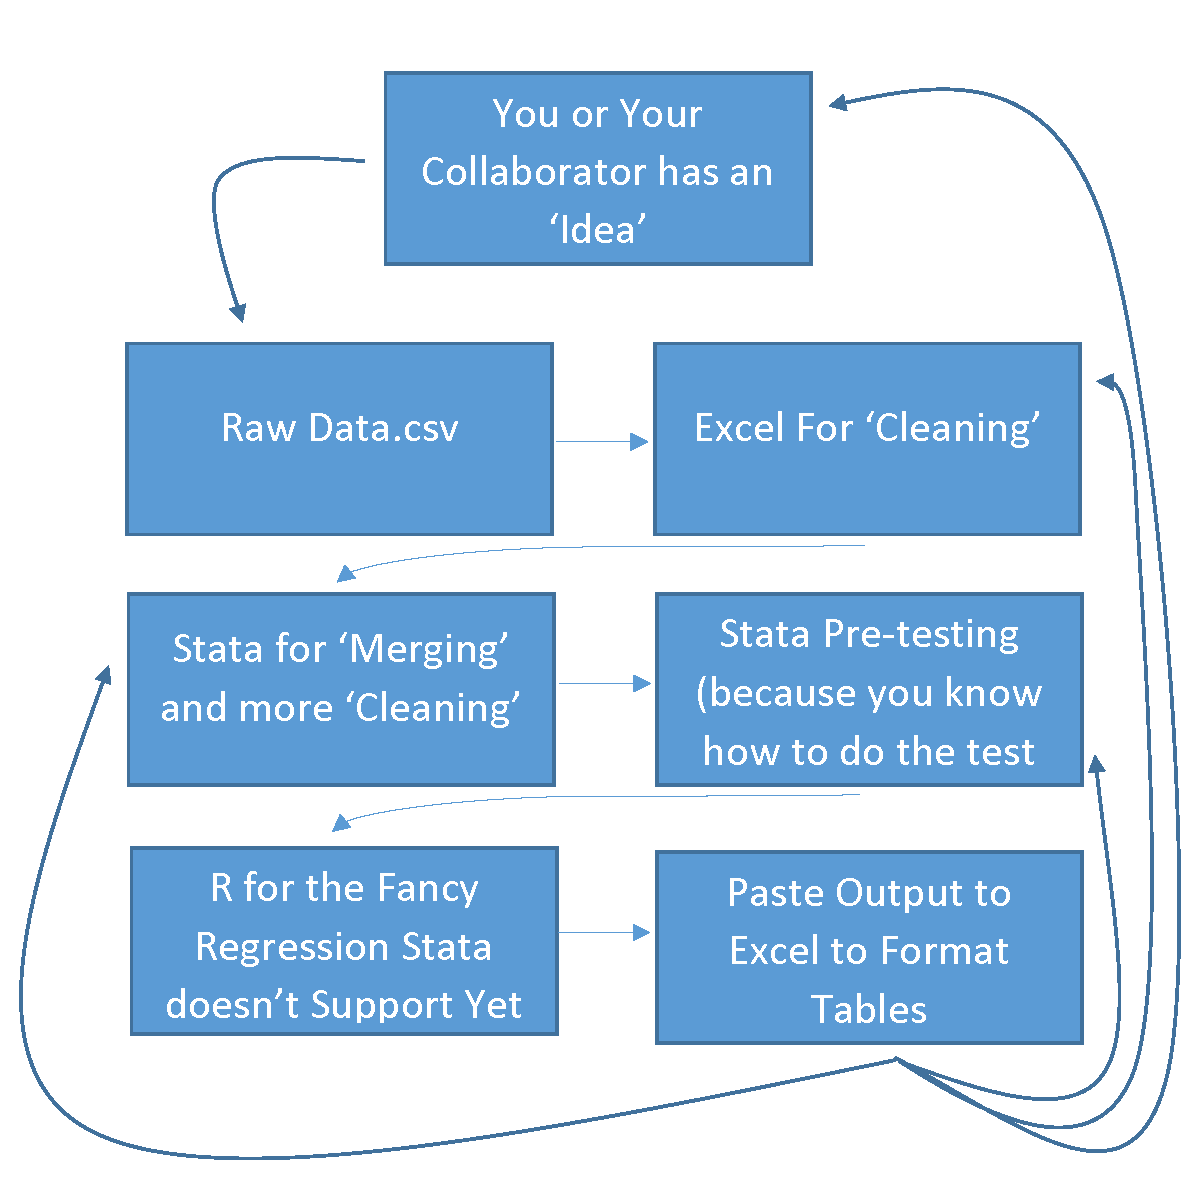 You or Your
Collaborator has an
‘Idea’
Raw Data.csv
Excel For ‘Cleaning’
Stata for ‘Merging’
and more ‘Cleaning’
Stata Pre-testing
(because you know
how to do the test
R for the Fancy
Regression Stata
doesn’t Support Yet
Paste Output to
Excel to Format
Tables